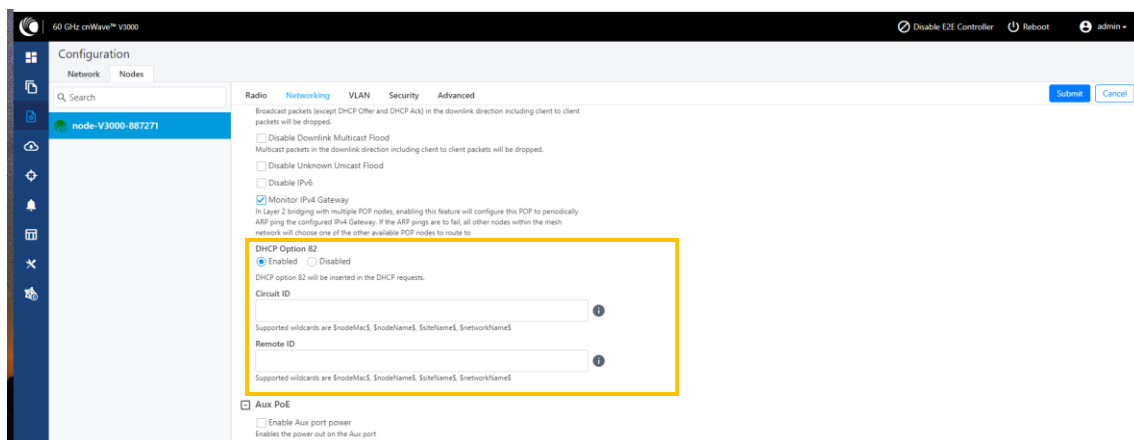 60 GHz cnWave™ V3000
Disable E2E Controller
Reboot
admin
Configuration
Network Nodes
Search
node-V3000-887271
Radio Networking VLAN Security Advanced
Submit Cancel
Broadcast packets (except DHCP Offer and DHCP Ack) in the downlink direction including client to client
packets will be dropped.
Disable Downlink Multicast Flood
Multicast packets in the downlink direction including client to client packets will be dropped.
Disable Unknown Unicast Flood
Disable IPv6
Monitor IPv4 Gateway
In Layer 2 bridging with multiple POP nodes, enabling this feature will configure this POP to periodically
ARP ping the configured IPv4 Gateway. If the ARP pings are to fail, all other nodes within the mesh
network will choose one of the other available POP nodes to route to
DHCP Option 82
Enabled Disabled
DHCP option 82 will be inserted in the DHCP requests.
Circuit ID
Supported wildcards are $nodeMac$, $nodeName$, $siteName$, $networkName$
Remote ID
Supported wildcards are $nodeMac$, $nodeName$, $siteName$, $networkName$
Aux PoE
Enable Aux port power
Enables the power out on the Aux port